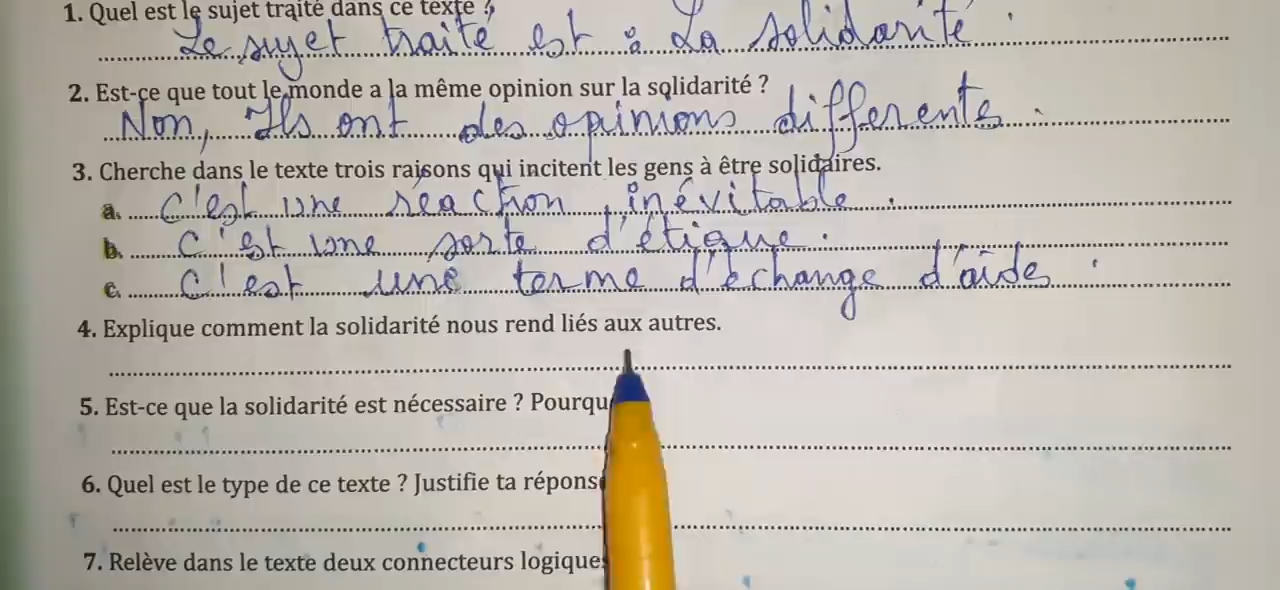 1. Quel est le sujet traité dans ce texte ?
Le sujet traité est : La solidarité.
2. Est-ce que tout le monde a la même opinion sur la solidarité ?
Non, Ils ont des opinions différents.
3. Cherche dans le texte trois raisons qui incitent les gens à être solidaires.
a. C'est une réaction inévitable.
b. C'est une sorte d'étique.
c. C'est une terme d'échange d'aide.
4. Explique comment la solidarité nous rend liés aux autres.
5. Est-ce que la solidarité est nécessaire ? Pourqu
6. Quel est le type de ce texte ? Justifie ta répons
7. Relève dans le texte deux connecteurs logique